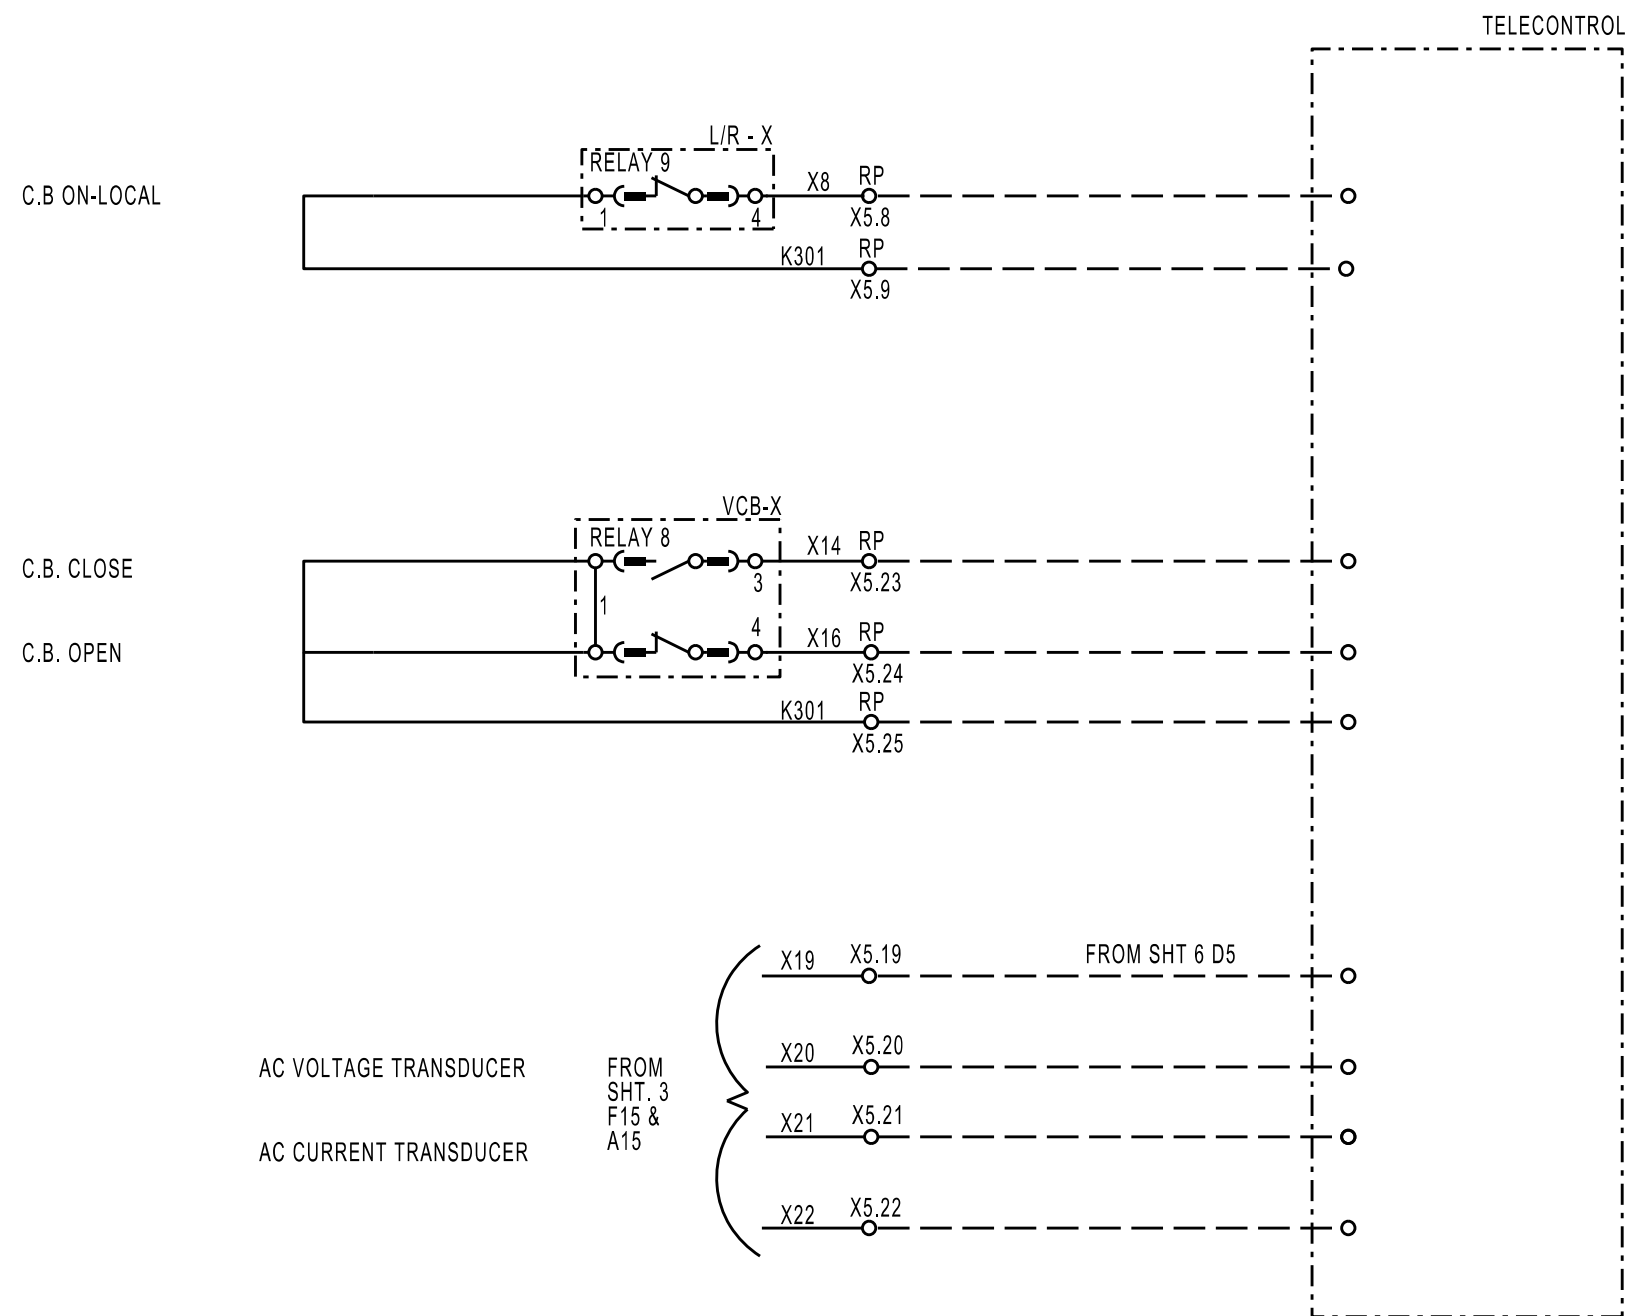 TELECONTROL
L/R - X
RELAY 9
C.B ON-LOCAL
1
4
X8
RP
X5.8
K301
RP
X5.9
VCB-X
RELAY 8
C.B. CLOSE
1
3
X14
RP
X5.23
C.B. OPEN
4
X16
RP
X5.24
K301
RP
X5.25
X19
X5.19
FROM SHT 6 D5
AC VOLTAGE TRANSDUCER
FROM
SHT. 3
F15 &
A15
X20
X5.20
X21
X5.21
AC CURRENT TRANSDUCER
X22
X5.22